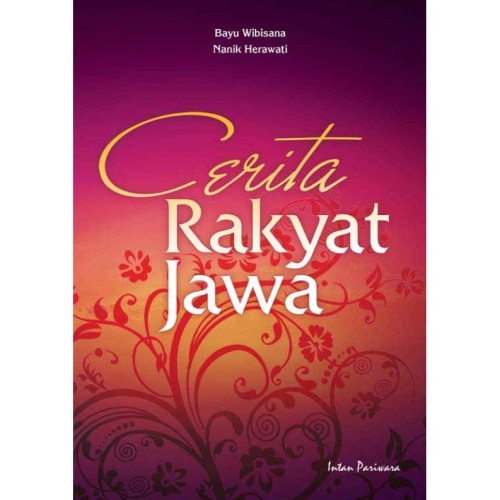 Bayu Wibisana
Nanik Herawati
Cerita
Rakyat
Jawa
Intan Pariwara